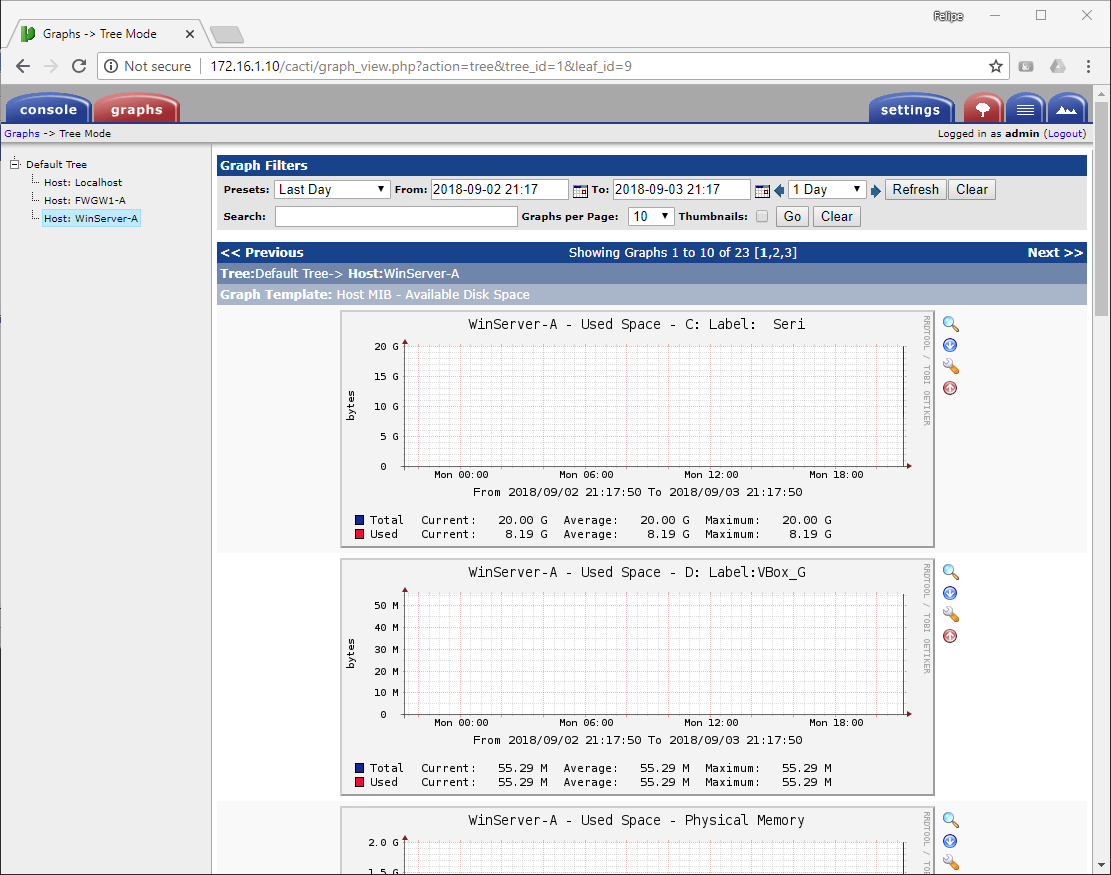 Felipe
Graphs -> Tree Mode
Not secure | 172.16.1.10/cacti/graph_view.php?action=tree&tree_id=1&leaf_id=9
console graphs settings
Graphs -> Tree Mode Logged in as admin (Logout)
Default Tree
Host: Localhost
Host: FWGW1-A
Host: WinServer-A
Graph Filters
Presets: Last Day From: 2018-09-02 21:17 To: 2018-09-03 21:17 1 Day Refresh Clear
Search: Graphs per Page: 10 Thumbnails: Go Clear
<< Previous Showing Graphs 1 to 10 of 23 [1,2,3] Next >>
Tree:Default Tree-> Host:WinServer-A
Graph Template: Host MIB - Available Disk Space
WinServer-A - Used Space - C: Label:  Seri
RRDTOOL / TOBI OETIKER
bytes
20 G
15 G
10 G
5 G
0
Mon 00:00 Mon 06:00 Mon 12:00 Mon 18:00
From 2018/09/02 21:17:50 To 2018/09/03 21:17:50
Total Current: 20.00 G Average: 20.00 G Maximum: 20.00 G
Used Current: 8.19 G Average: 8.19 G Maximum: 8.19 G
WinServer-A - Used Space - D: Label:VBox_G
RRDTOOL / TOBI OETIKER
bytes
50 M
40 M
30 M
20 M
10 M
0
Mon 00:00 Mon 06:00 Mon 12:00 Mon 18:00
From 2018/09/02 21:17:50 To 2018/09/03 21:17:50
Total Current: 55.29 M Average: 55.29 M Maximum: 55.29 M
Used Current: 55.29 M Average: 55.29 M Maximum: 55.29 M
WinServer-A - Used Space - Physical Memory
RRDTOOL / TO
2.0 G
1.5 G